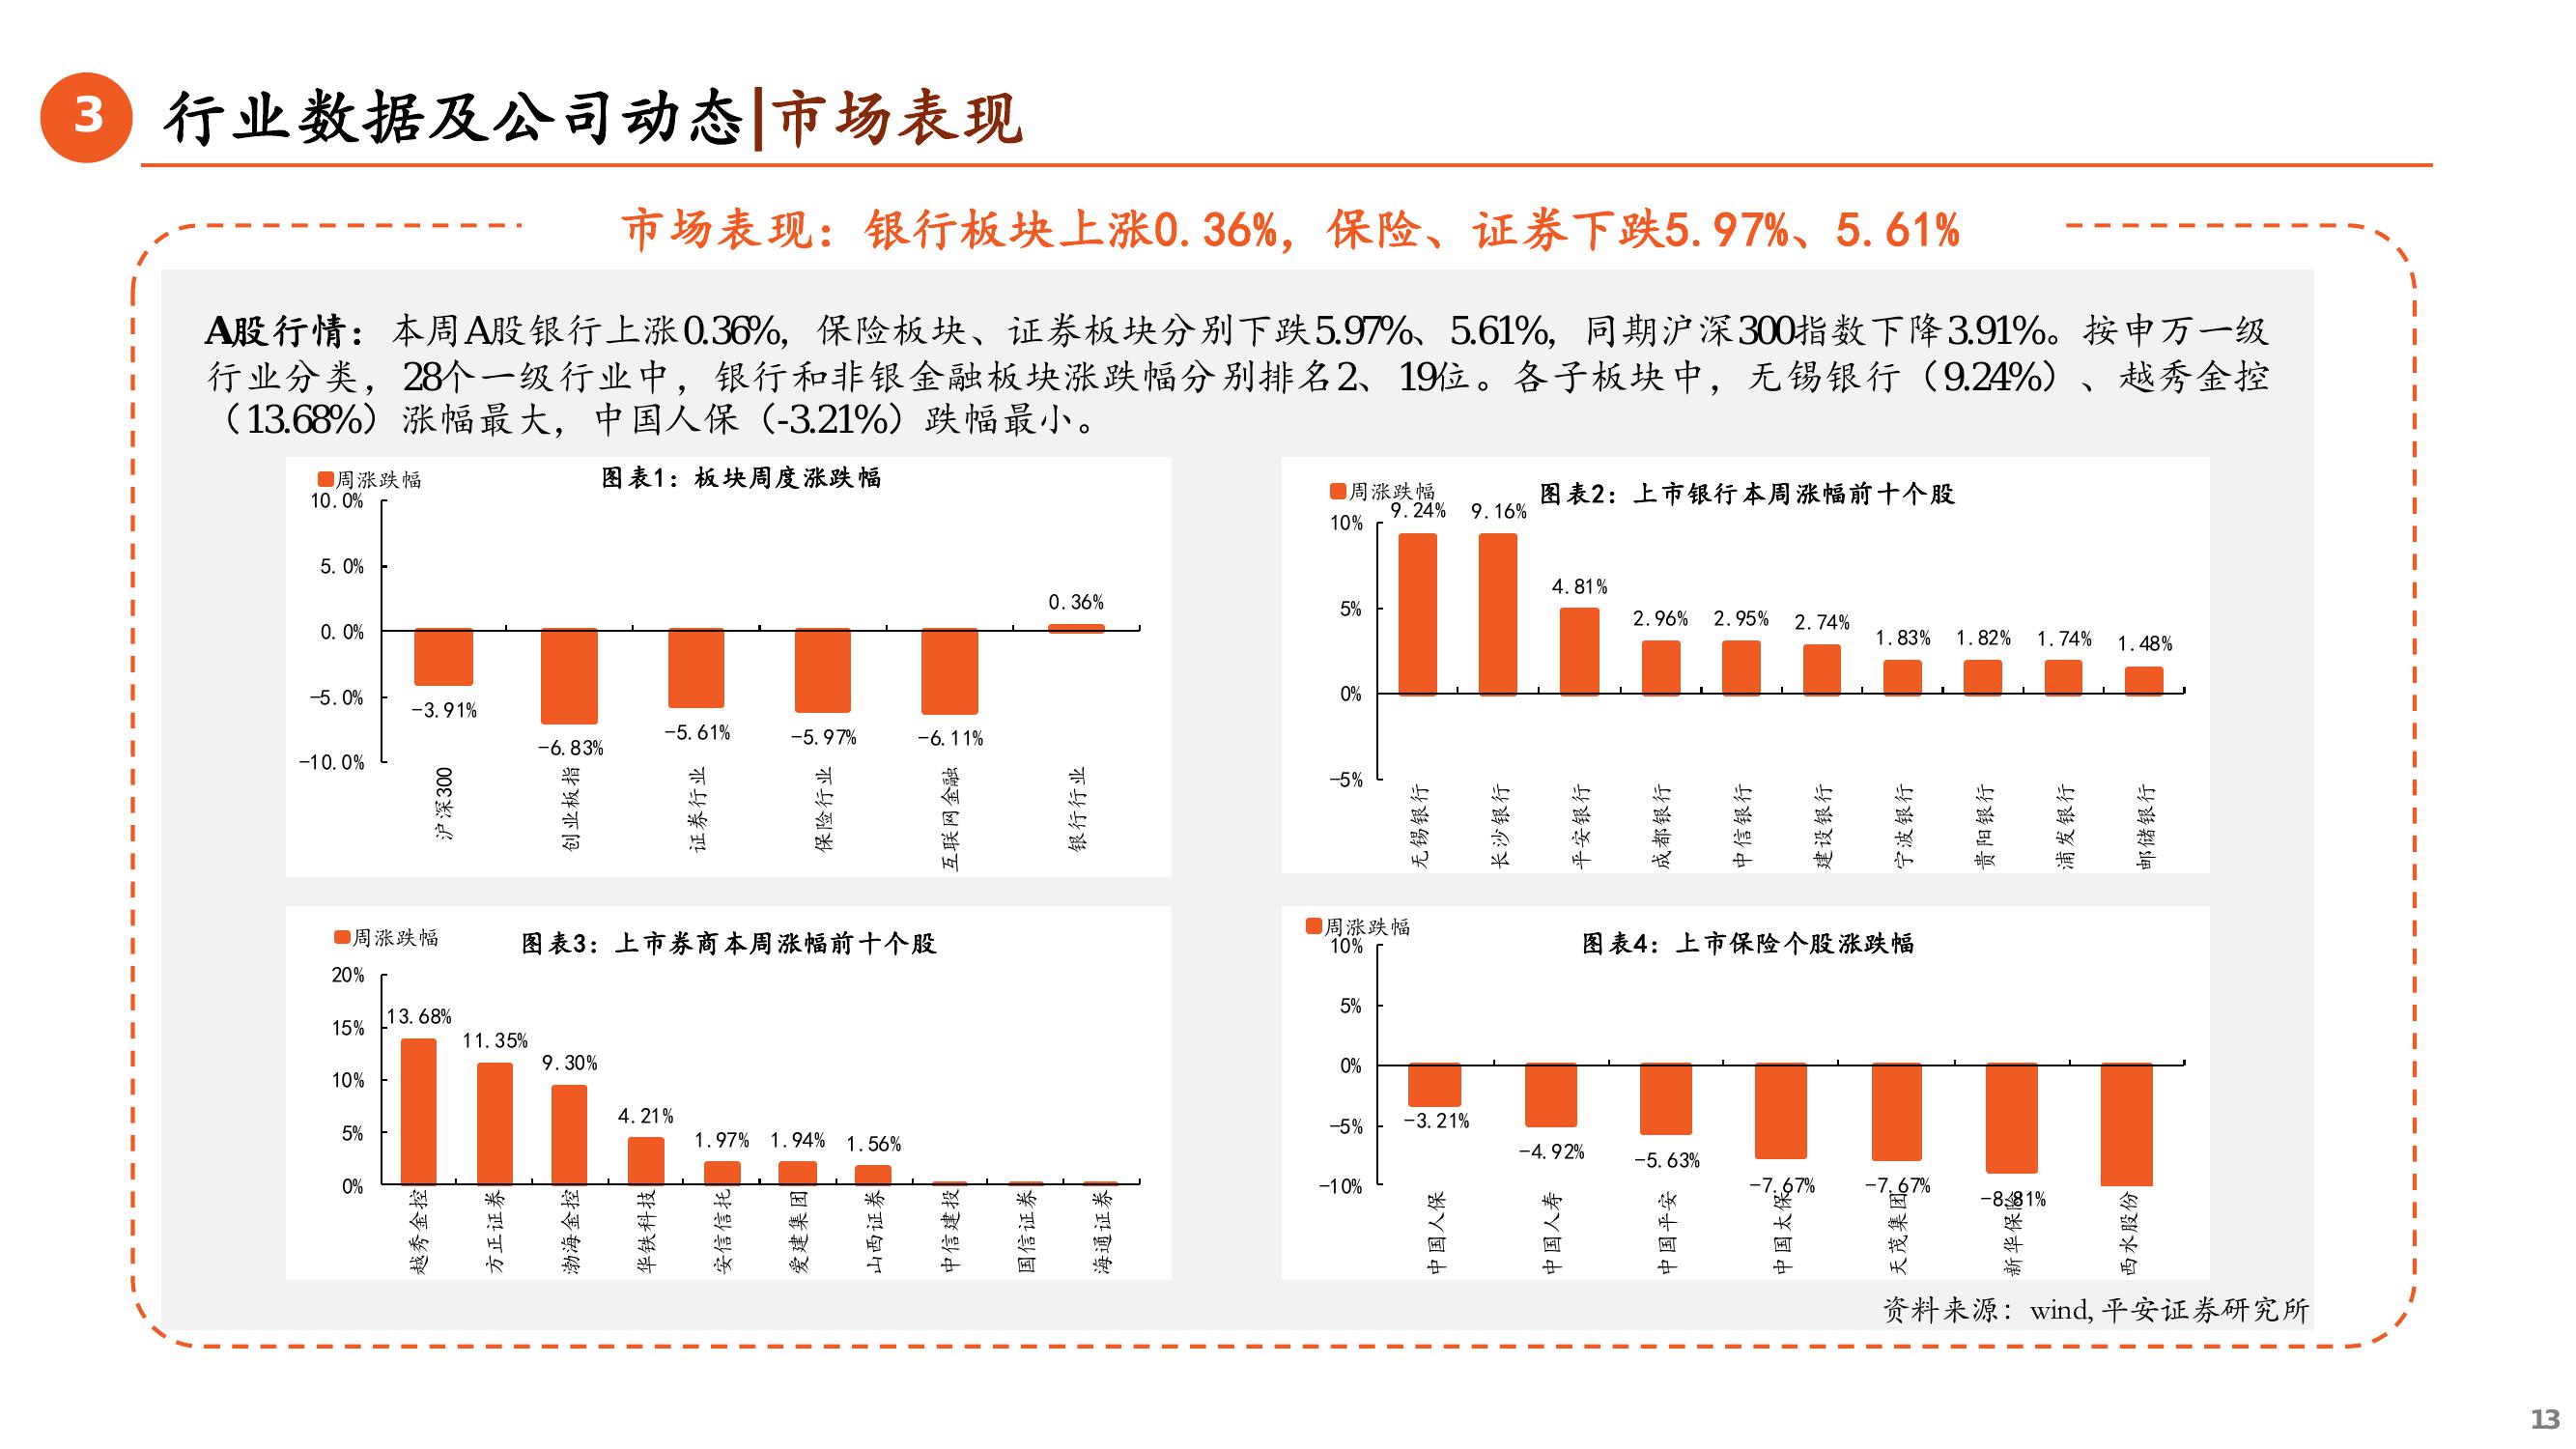 3
行业数据及公司动态|市场表现
市场表现：银行板块上涨0.36%，保险、证券下跌5.97%、5.61%
A股行情：本周A股银行上涨0.36%，保险板块、证券板块分别下跌5.97%、5.61%，同期沪深300指数下降3.91%。按申万一级
行业分类，28个一级行业中，银行和非银金融板块涨跌幅分别排名2、19位。各子板块中，无锡银行（9.24%）、越秀金控
（13.68%）涨幅最大，中国人保（-3.21%）跌幅最小。
周涨跌幅
图表1：板块周度涨跌幅
10.0%
5.0%
0.0%
-5.0%
-10.0%
-3.91%
-6.83%
-5.61%
-5.97%
-6.11%
0.36%
沪深300
创业板指
证券行业
保险行业
互联网金融
银行行业
周涨跌幅
图表2：上市银行本周涨幅前十个股
10%
5%
0%
-5%
9.24%
9.16%
4.81%
2.96%
2.95%
2.74%
1.83%
1.82%
1.74%
1.48%
无锡银行
长沙银行
平安银行
成都银行
中信银行
建设银行
宁波银行
贵阳银行
浦发银行
邮储银行
周涨跌幅
图表3：上市券商本周涨幅前十个股
20%
15%
10%
5%
0%
13.68%
11.35%
9.30%
4.21%
1.97%
1.94%
1.56%
越秀金控
方正证券
渤海金控
华铁科技
安信信托
爱建集团
山西证券
中信建投
国信证券
海通证券
周涨跌幅
图表4：上市保险个股涨跌幅
10%
5%
0%
-5%
-10%
-3.21%
-4.92%
-5.63%
-7.67%
-7.67%
-8.81%
中国人保
中国人寿
中国平安
中国太保
天茂集团
新华保险
西水股份
资料来源：wind,平安证券研究所
13